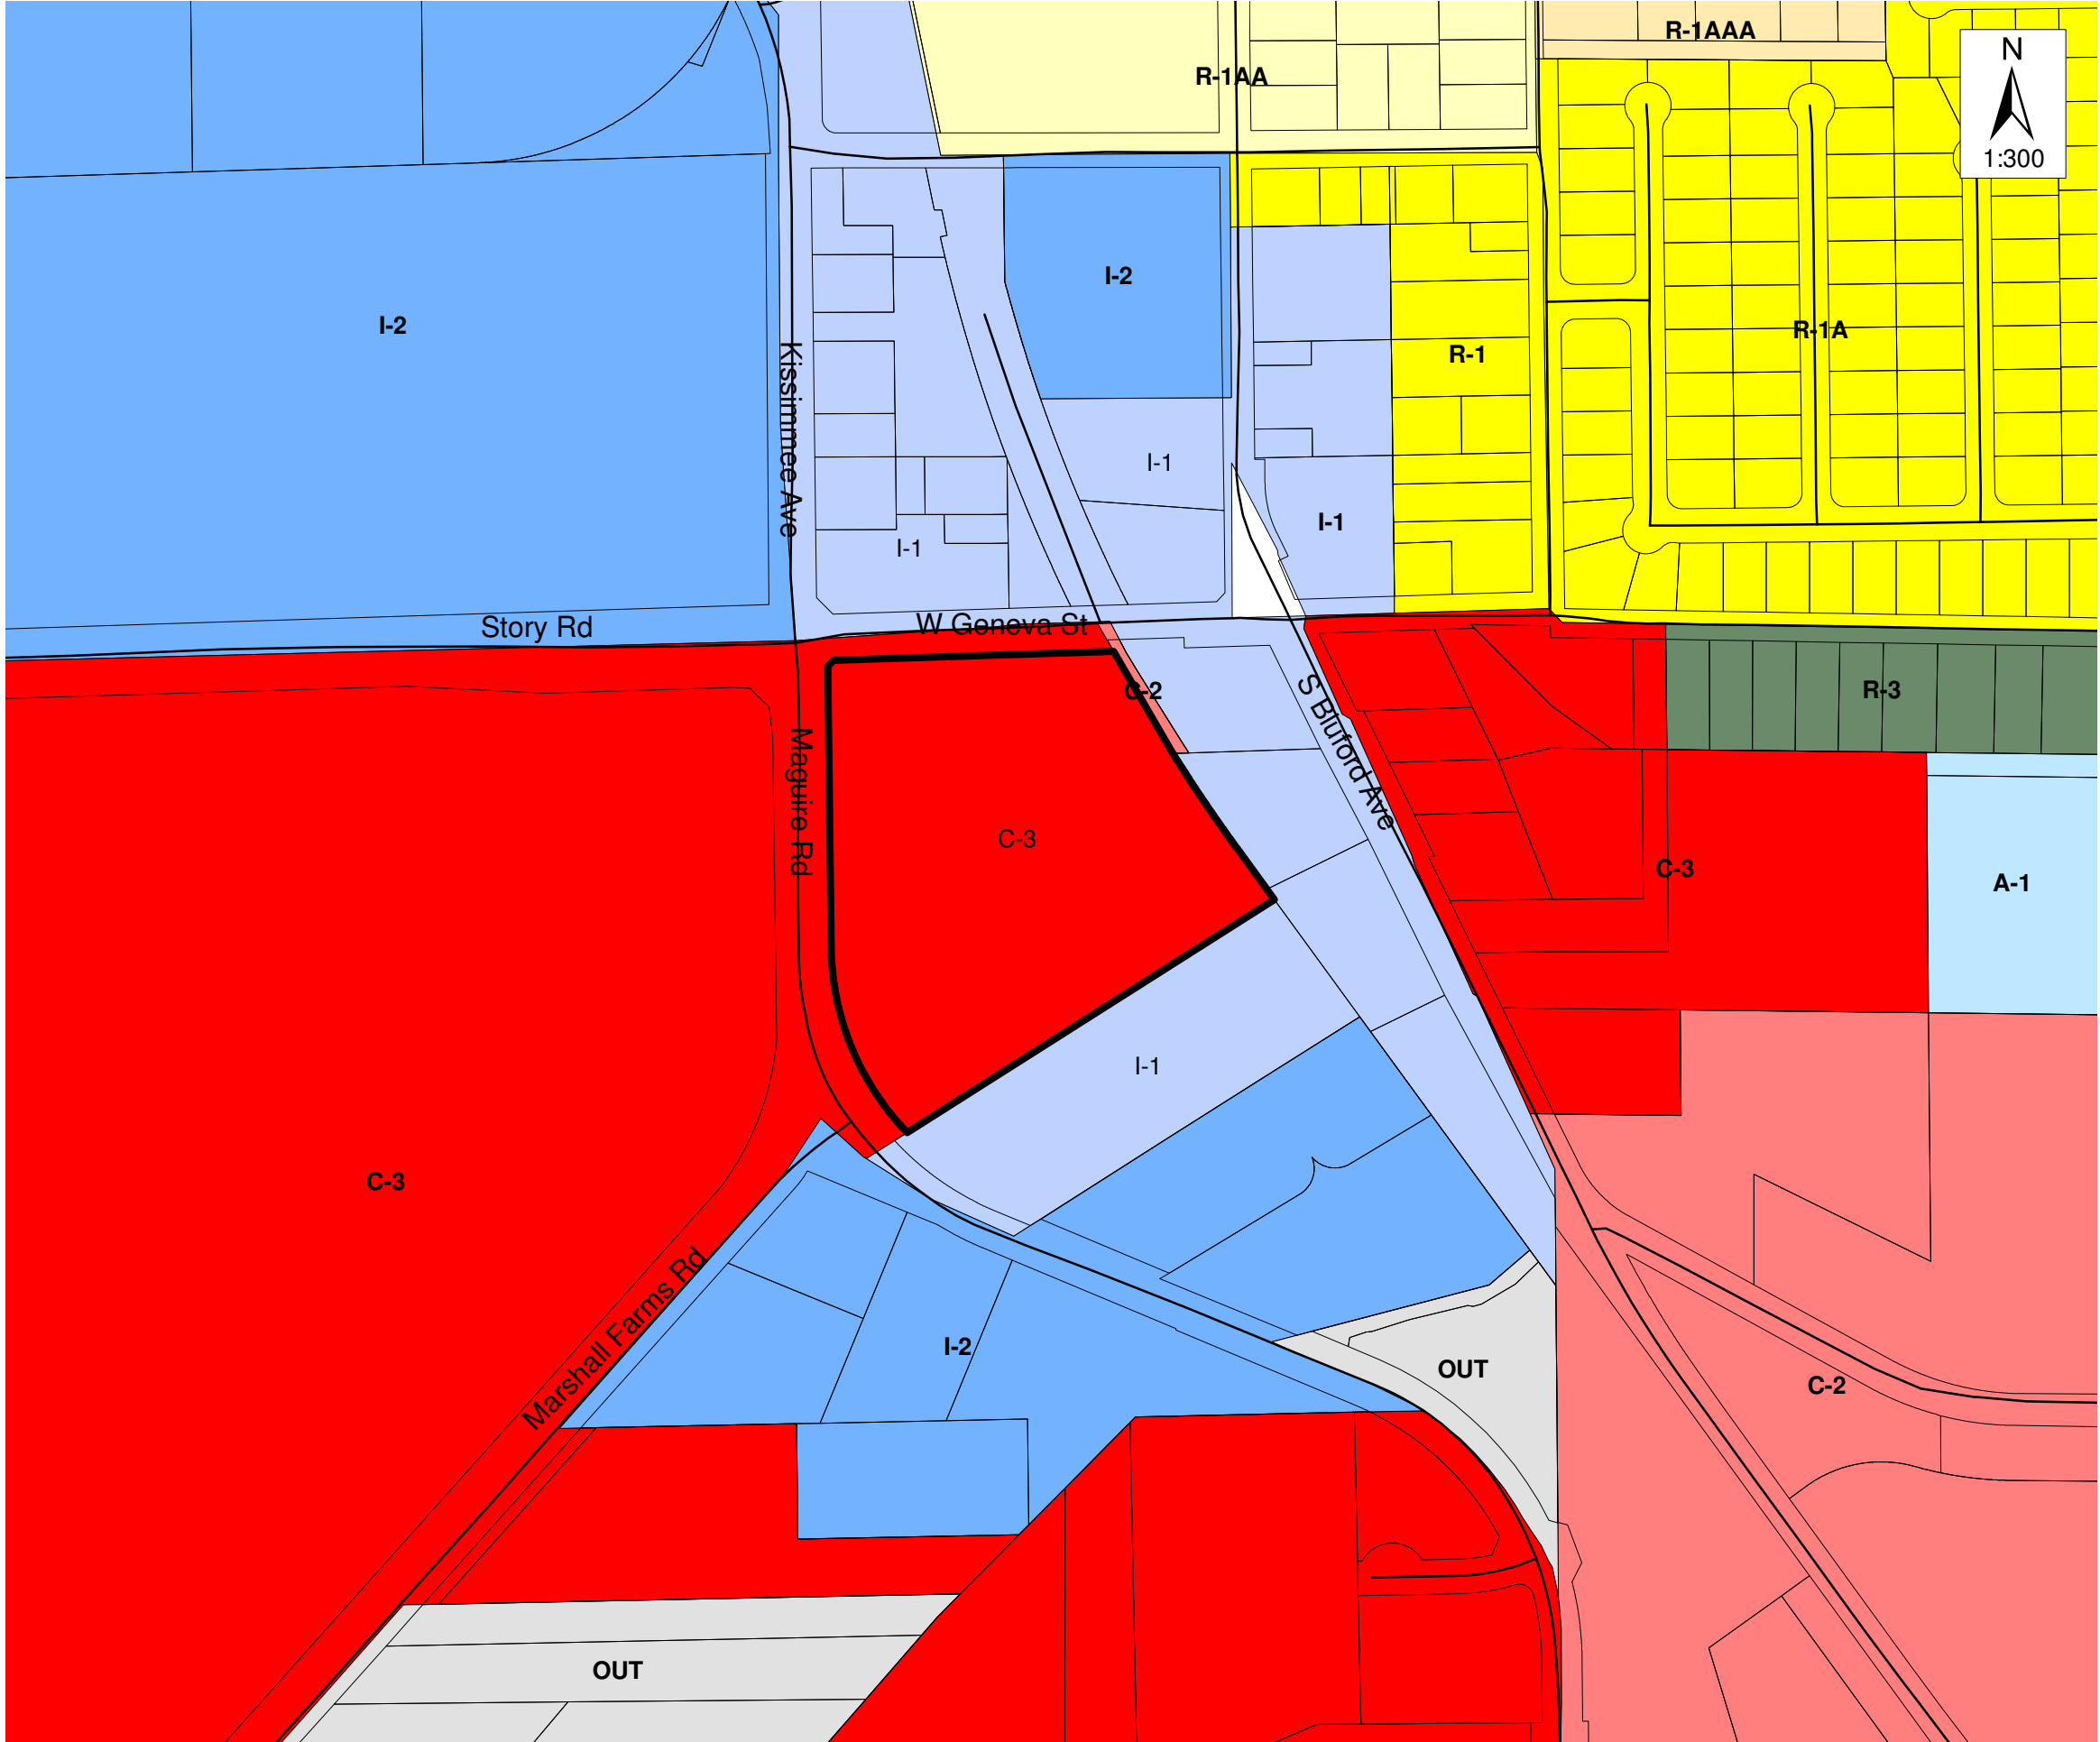 R-1AAA
N
1:300
R-1AA
I-2
I-2
R-1A
Kissimmee Ave
R-1
I-1
I-1
I-1
Story Rd
W Geneva St
C-2
R-3
S Bluford Ave
Maguire Rd
C-3
C-3
A-1
I-1
C-3
Marshall Farms Rd
I-2
OUT
C-2
OUT